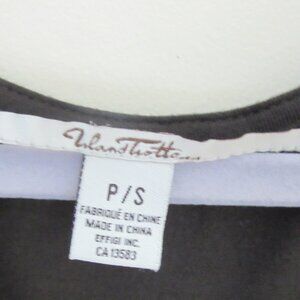 P/S
FABRIQUÉ EN CHINE
MADE IN CHINA
EFFIGI INC.
CA 13583